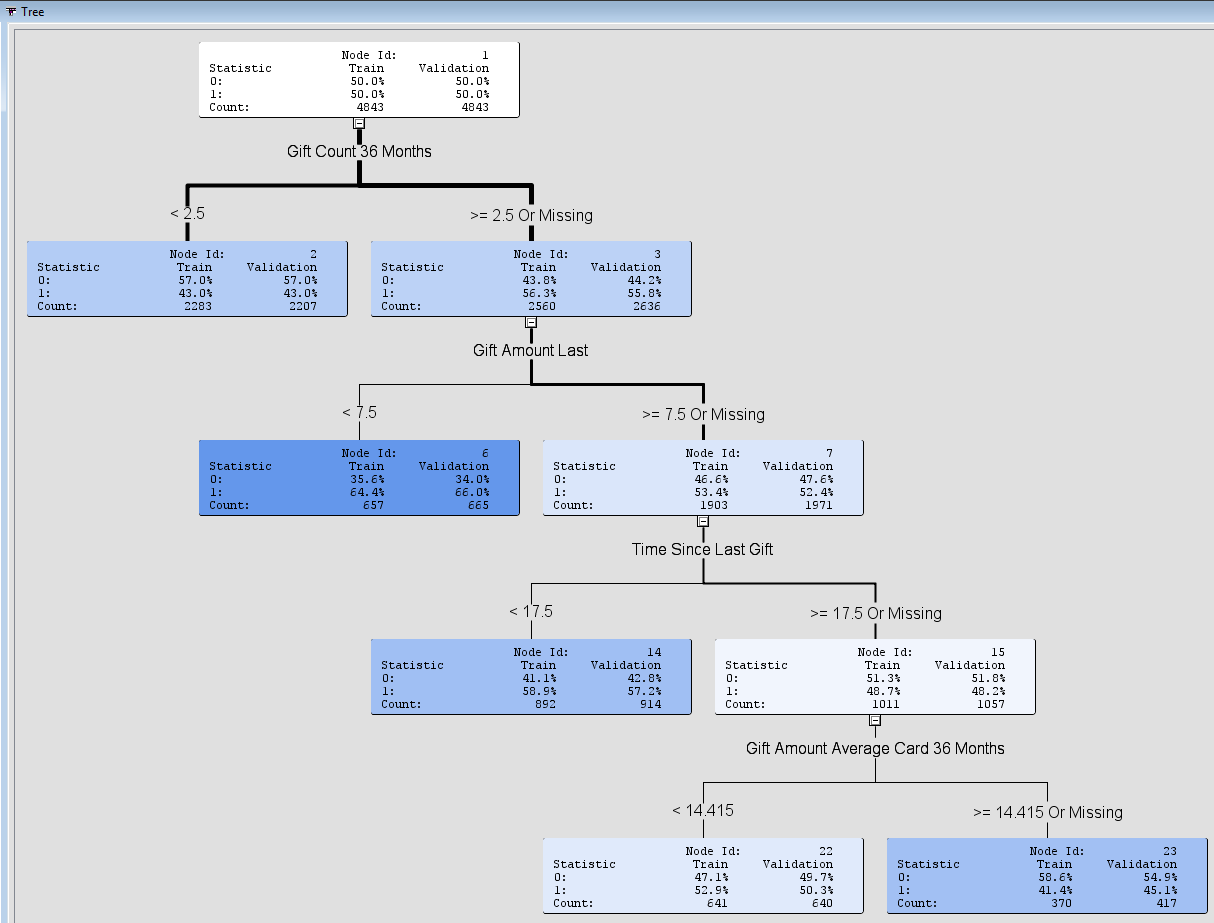 Tree
Node Id: 1
Statistic Train Validation
0: 50.0% 50.0%
1: 50.0% 50.0%
Count: 4843 4843
Gift Count 36 Months
< 2.5
>= 2.5 Or Missing
Node Id: 2
Statistic Train Validation
0: 57.0% 57.0%
1: 43.0% 43.0%
Count: 2283 2207
Node Id: 3
Statistic Train Validation
0: 43.8% 44.2%
1: 56.3% 55.8%
Count: 2560 2636
Gift Amount Last
< 7.5
>= 7.5 Or Missing
Node Id: 6
Statistic Train Validation
0: 35.6% 34.0%
1: 64.4% 66.0%
Count: 657 665
Node Id: 7
Statistic Train Validation
0: 46.6% 47.6%
1: 53.4% 52.4%
Count: 1903 1971
Time Since Last Gift
< 17.5
>= 17.5 Or Missing
Node Id: 14
Statistic Train Validation
0: 41.1% 42.8%
1: 58.9% 57.2%
Count: 892 914
Node Id: 15
Statistic Train Validation
0: 51.3% 51.8%
1: 48.7% 48.2%
Count: 1011 1057
Gift Amount Average Card 36 Months
< 14.415
>= 14.415 Or Missing
Node Id: 22
Statistic Train Validation
0: 47.1% 49.7%
1: 52.9% 50.3%
Count: 641 640
Node Id: 23
Statistic Train Validation
0: 58.6% 54.9%
1: 41.4% 45.1%
Count: 370 417